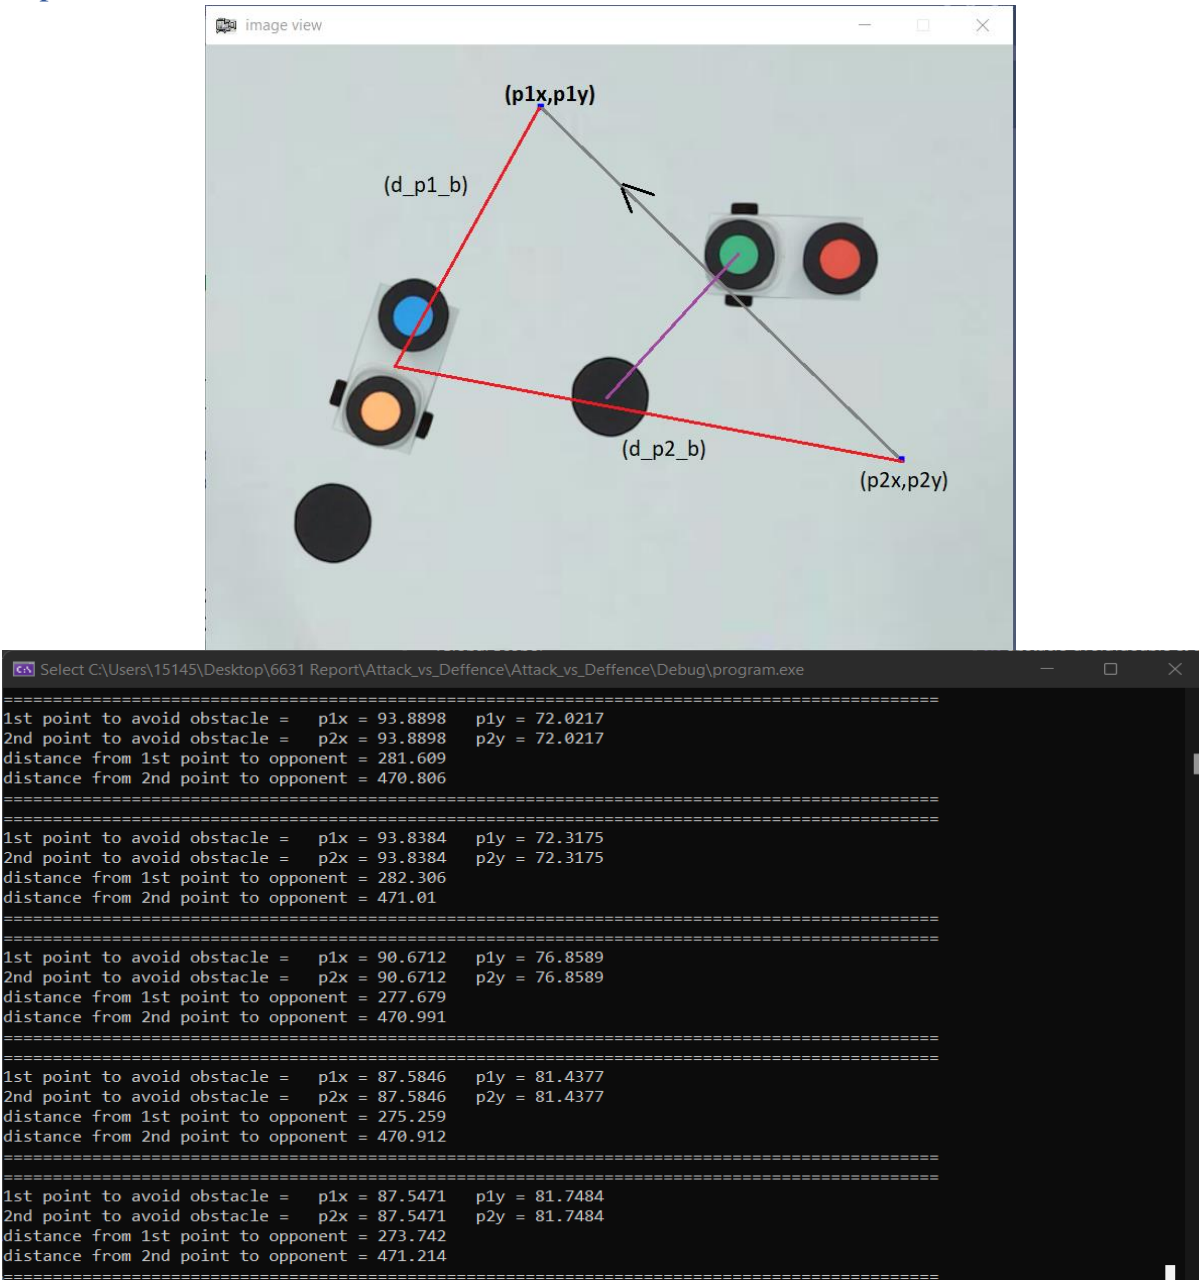 image view
(p1x,p1y)
(d_p1_b)
(d_p2_b)
(p2x,p2y)
Select C:\Users\15145\Desktop\6631 Report\Attack_vs_Deffence\Attack_vs_Deffence\Debug\program.exe
===============================================================================================
1st point to avoid obstacle =   p1x = 93.8898   p1y = 72.0217
2nd point to avoid obstacle =   p2x = 93.8898   p2y = 72.0217
distance from 1st point to opponent = 281.609
distance from 2nd point to opponent = 470.806
===============================================================================================
===============================================================================================
1st point to avoid obstacle =   p1x = 93.8384   p1y = 72.3175
2nd point to avoid obstacle =   p2x = 93.8384   p2y = 72.3175
distance from 1st point to opponent = 282.306
distance from 2nd point to opponent = 471.01
===============================================================================================
===============================================================================================
1st point to avoid obstacle =   p1x = 90.6712   p1y = 76.8589
2nd point to avoid obstacle =   p2x = 90.6712   p2y = 76.8589
distance from 1st point to opponent = 277.679
distance from 2nd point to opponent = 470.991
===============================================================================================
===============================================================================================
1st point to avoid obstacle =   p1x = 87.5846   p1y = 81.4377
2nd point to avoid obstacle =   p2x = 87.5846   p2y = 81.4377
distance from 1st point to opponent = 275.259
distance from 2nd point to opponent = 470.912
===============================================================================================
===============================================================================================
1st point to avoid obstacle =   p1x = 87.5471   p1y = 81.7484
2nd point to avoid obstacle =   p2x = 87.5471   p2y = 81.7484
distance from 1st point to opponent = 273.742
distance from 2nd point to opponent = 471.214
===============================================================================================